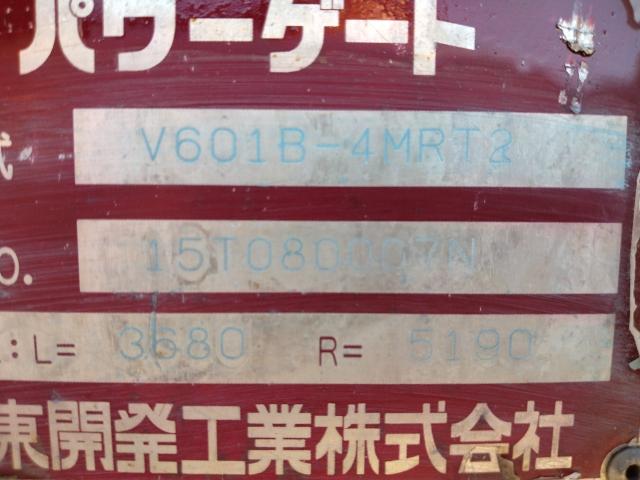 パワーゲート
式 V601B-4MRT2
O. 15T080007N
:L= 3680 R= 5190
東開発工業株式会社